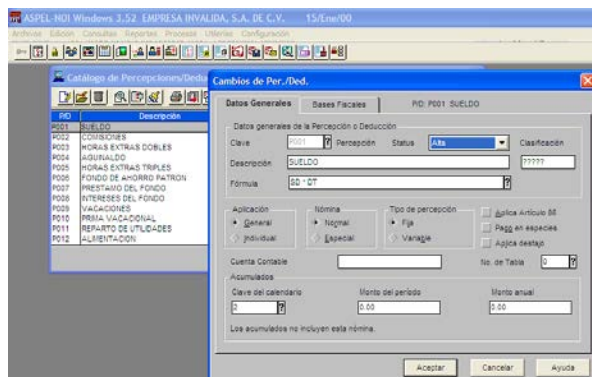 ASPEL-NOI Windows 3.52 EMPRESA INVALIDA, S.A. DE C.V. 15/Ene/00
Archivos Edición Consultas Reportes Procesos Utilerías Configuración
Catálogo de Percepciones/Dedu
P/D Descripción
P001 SUELDO
P002 COMISIONES
P003 HORAS EXTRAS DOBLES
P004 AGUINALDO
P005 HORAS EXTRAS TRIPLES
P006 FONDO DE AHORRO PATRON
P007 PRESTAMO DEL FONDO
P008 INTERESES DEL FONDO
P009 VACACIONES
P010 PRIMA VACACIONAL
P011 REPARTO DE UTILIDADES
P012 ALIMENTACION
Cambios de Per./Ded.
Datos Generales Bases Fiscales P/D: P001 SUELDO
Datos generales de la Percepción o Deducción
Clave P001 ? Percepción Status Alta Clasificación
Descripción SUELDO ?????
Fórmula SD * DT ?
Aplicación Nómina Tipo de percepción
General Normal Fija
Individual Especial Variable
Aplica Artículo 86
Pago en especies
Aplica destajo
Cuenta Contable No. de Tabla 0 ?
Acumulados
Clave del calendario Monto del período Monto anual
2 ? 0.00 0.00
Los acumulados no incluyen esta nómina.
Aceptar Cancelar Ayuda